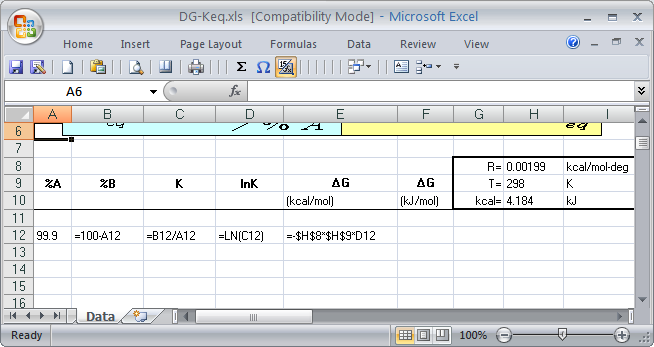 DG-Keq.xls [Compatibility Mode] - Microsoft Excel
Home Insert Page Layout Formulas Data Review View
A6 fx
A B C D E F G H I
6 eq / % A eq
7
8 R= 0.00199 kcal/mol-deg
9 %A %B K lnK ΔG ΔG T= 298 K
10 (kcal/mol) (kJ/mol) kcal= 4.184 kJ
11
12 99.9 =100-A12 =B12/A12 =LN(C12) =-$H$8*$H$9*D12
13
14
15
16
Data
Ready 100%